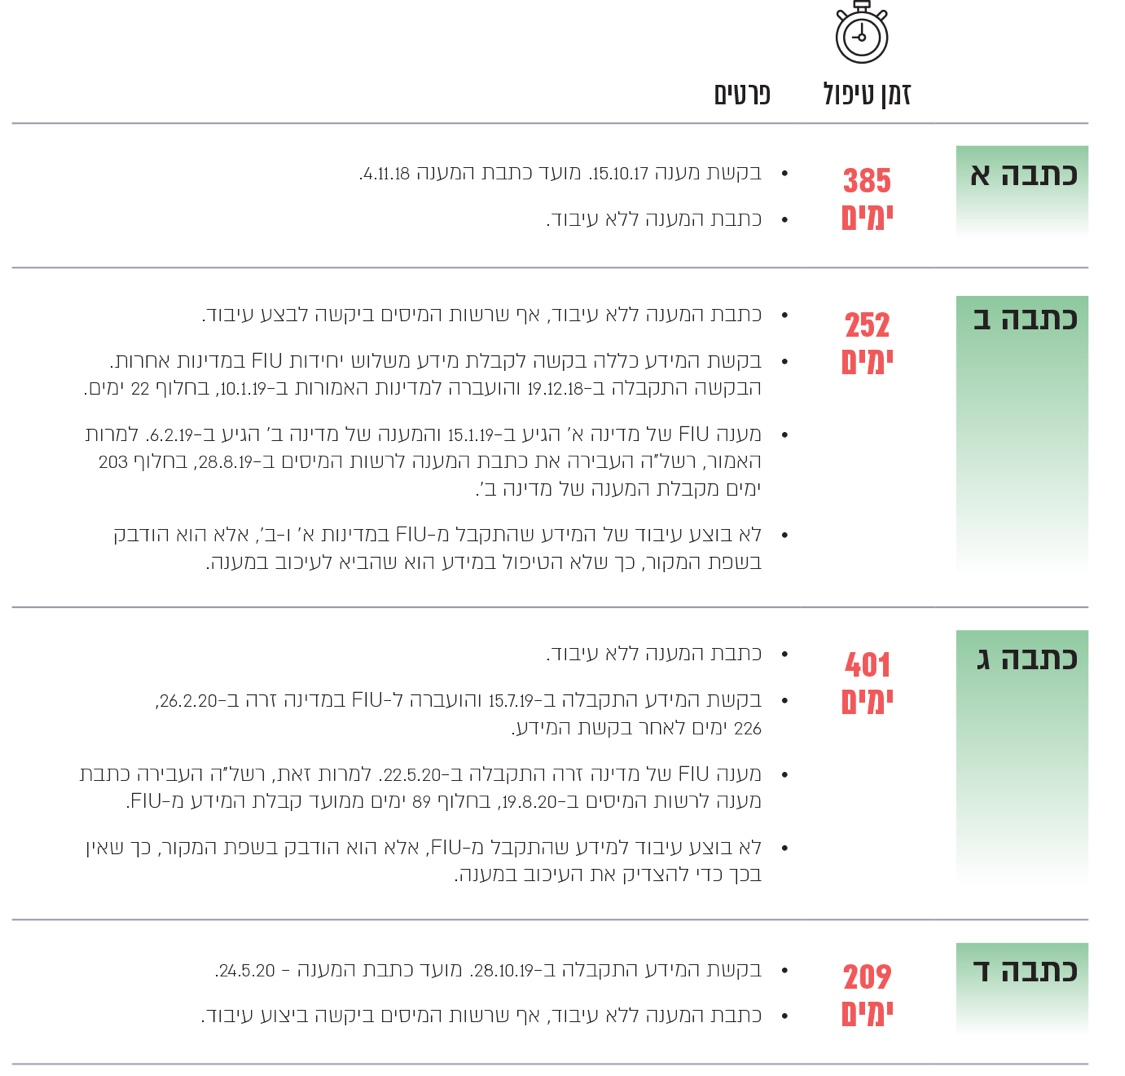 זמן טיפול
פרטים
כתבה א
385
ימים
• בקשת מענה 15.10.17. מועד כתבת המענה 4.11.18.
• כתבת המענה ללא עיבוד.
כתבה ב
252
ימים
• כתבת המענה ללא עיבוד, אף שרשות המיסים ביקשה לבצע עיבוד.
• בקשת המידע כללה בקשה לקבלת מידע משלוש יחידות FIU במדינות אחרות.
הבקשה התקבלה ב-19.12.18 והועברה למדינות האמורות ב-10.1.19, בחלוף 22 ימים.
• מענה FIU של מדינה א' הגיע ב-15.1.19 והמענה של מדינה ב' הגיע ב-6.2.19. למרות
האמור, רשל"ה העבירה את כתבת המענה לרשות המיסים ב-28.8.19, בחלוף 203
ימים מקבלת המענה של מדינה ב'.
• לא בוצע עיבוד של המידע שהתקבל מ-FIU במדינות א' ו-ב', אלא הוא הודבק
בשפת המקור, כך שלא הטיפול במידע הוא שהביא לעיכוב במענה.
כתבה ג
401
ימים
• כתבת המענה ללא עיבוד.
• בקשת המידע התקבלה ב-15.7.19 והועברה ל-FIU במדינה זרה ב-26.2.20,
226 ימים לאחר בקשת המידע.
• מענה FIU של מדינה זרה התקבלה ב-22.5.20. למרות זאת, רשל"ה העבירה כתבת
מענה לרשות המיסים ב-19.8.20, בחלוף 89 ימים ממועד קבלת המידע מ-FIU.
• לא בוצע עיבוד למידע שהתקבל מ-FIU, אלא הוא הודבק בשפת המקור, כך שאין
בכך כדי להצדיק את העיכוב במענה.
כתבה ד
209
ימים
• בקשת המידע התקבלה ב-28.10.19. מועד כתבת המענה - 24.5.20.
• כתבת המענה ללא עיבוד, אף שרשות המיסים ביקשה ביצוע עיבוד.